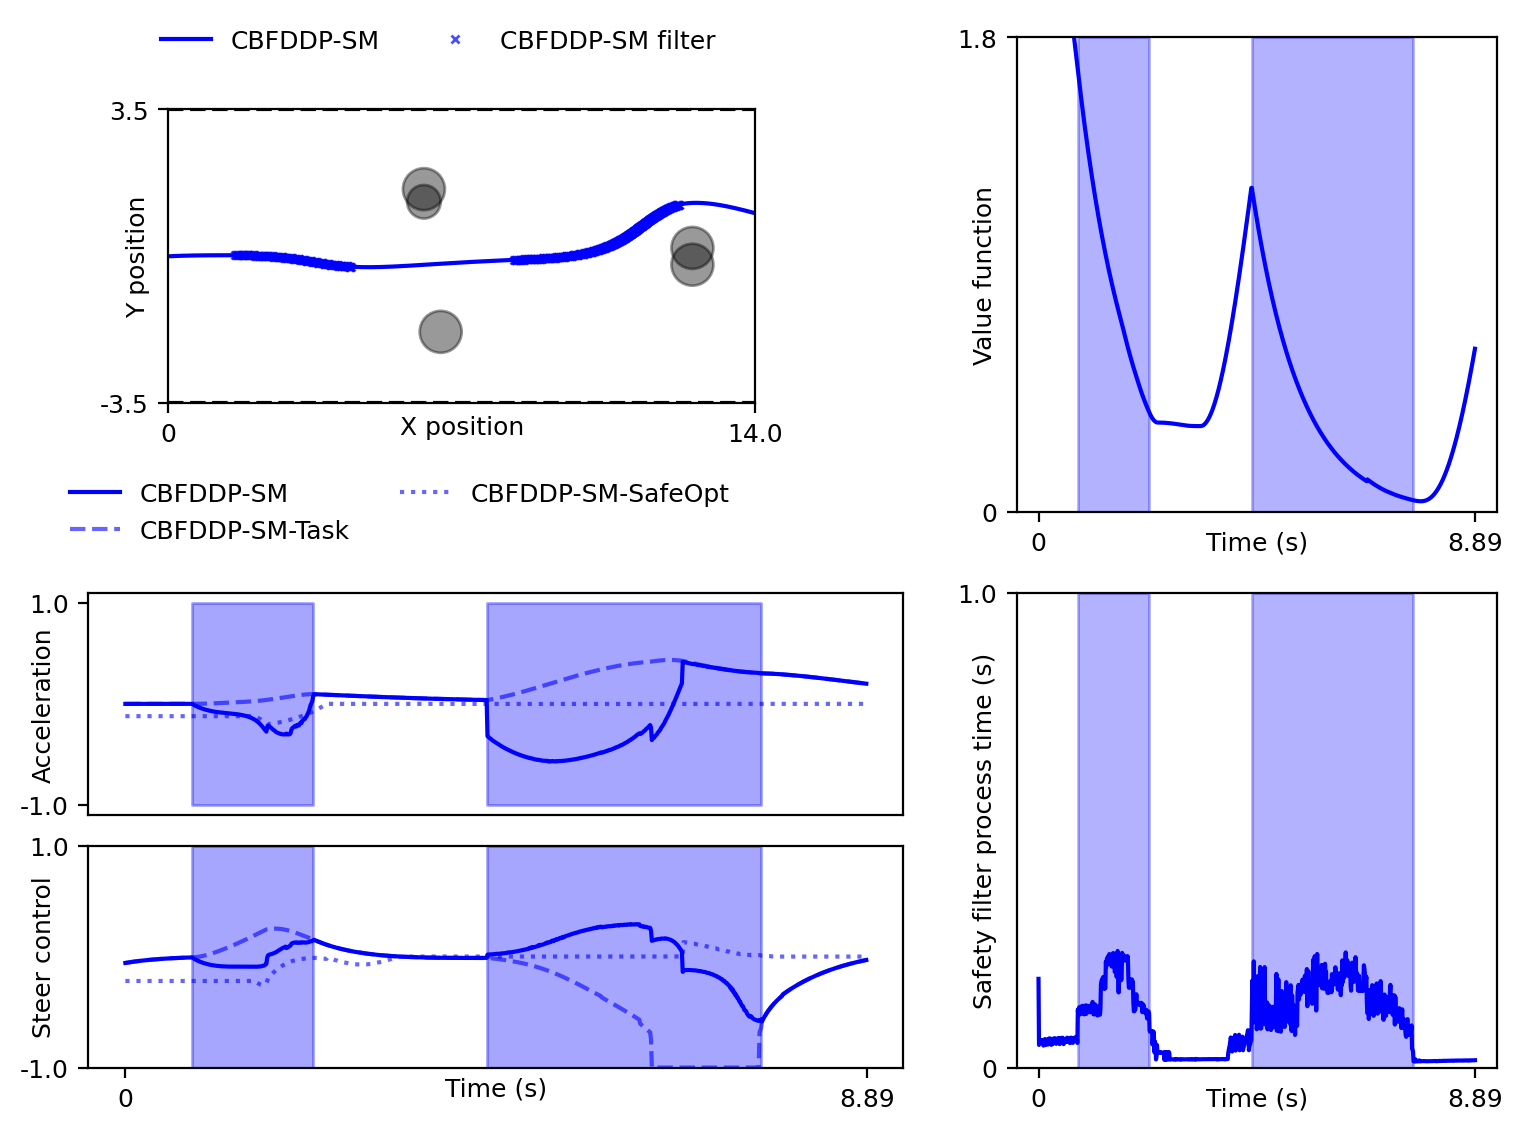 CBFDDP-SM
CBFDDP-SM filter
3.5
Y position
-3.5
0
X position
14.0
1.8
Value function
0
0
Time (s)
8.89
CBFDDP-SM
CBFDDP-SM-SafeOpt
CBFDDP-SM-Task
1.0
Acceleration
-1.0
1.0
Steer control
-1.0
0
Time (s)
8.89
1.0
Safety filter process time (s)
0
0
Time (s)
8.89